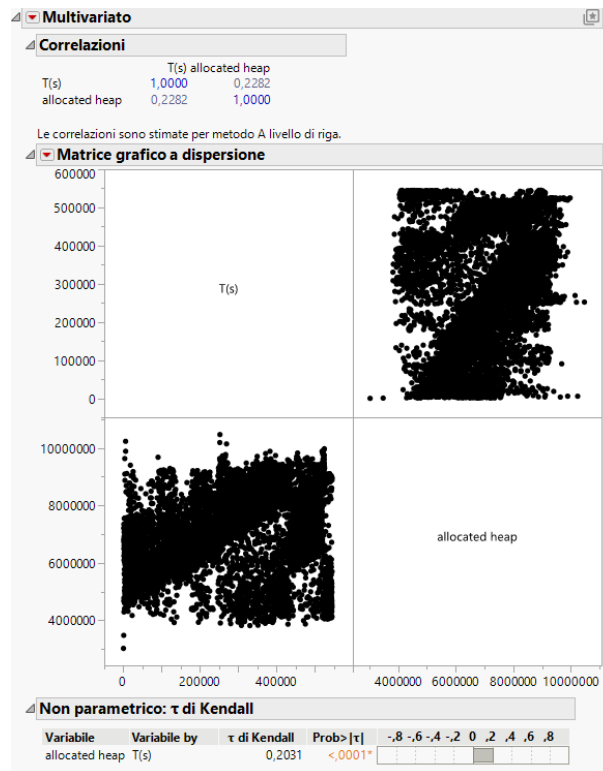 Multivariato
Correlazioni
T(s) allocated heap
T(s) 1,0000 0,2282
allocated heap 0,2282 1,0000
Le correlazioni sono stimate per metodo A livello di riga.
Matrice grafico a dispersione
600000
500000
400000
300000
200000
100000
0
T(s)
10000000
8000000
6000000
4000000
allocated heap
0 200000 400000
4000000 6000000 8000000 10000000
Non parametrico: τ di Kendall
Variabile Variabile by τ di Kendall Prob>|τ| -,8 -,6 -,4 -,2 0 ,2 ,4 ,6 ,8
allocated heap T(s) 0,2031 <,0001*